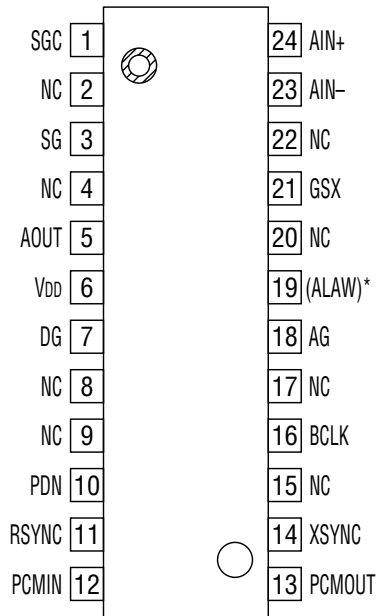 SGC 1 24 AIN+
NC 2 23 AIN–
SG 3 22 NC
NC 4 21 GSX
AOUT 5 20 NC
VDD 6 19 (ALAW)*
DG 7 18 AG
NC 8 17 NC
NC 9 16 BCLK
PDN 10 15 NC
RSYNC 11 14 XSYNC
PCMIN 12 13 PCMOUT